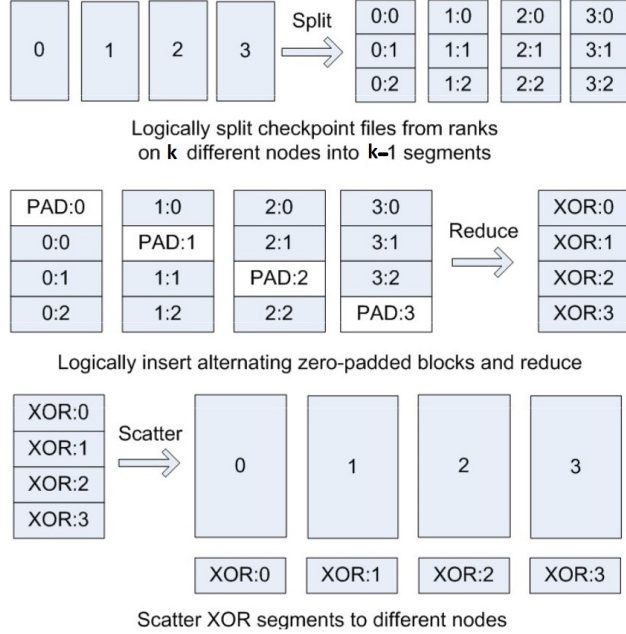 0 1 2 3 Split 0:0 1:0 2:0 3:0
0:1 1:1 2:1 3:1
0:2 1:2 2:2 3:2
Logically split checkpoint files from ranks
on k different nodes into k-1 segments
PAD:0 1:0 2:0 3:0 XOR:0
0:0 PAD:1 2:1 3:1 Reduce XOR:1
0:1 1:1 PAD:2 3:2 XOR:2
0:2 1:2 2:2 PAD:3 XOR:3
Logically insert alternating zero-padded blocks and reduce
XOR:0
XOR:1 Scatter
XOR:2 0 1 2 3
XOR:3
XOR:0 XOR:1 XOR:2 XOR:3
Scatter XOR segments to different nodes